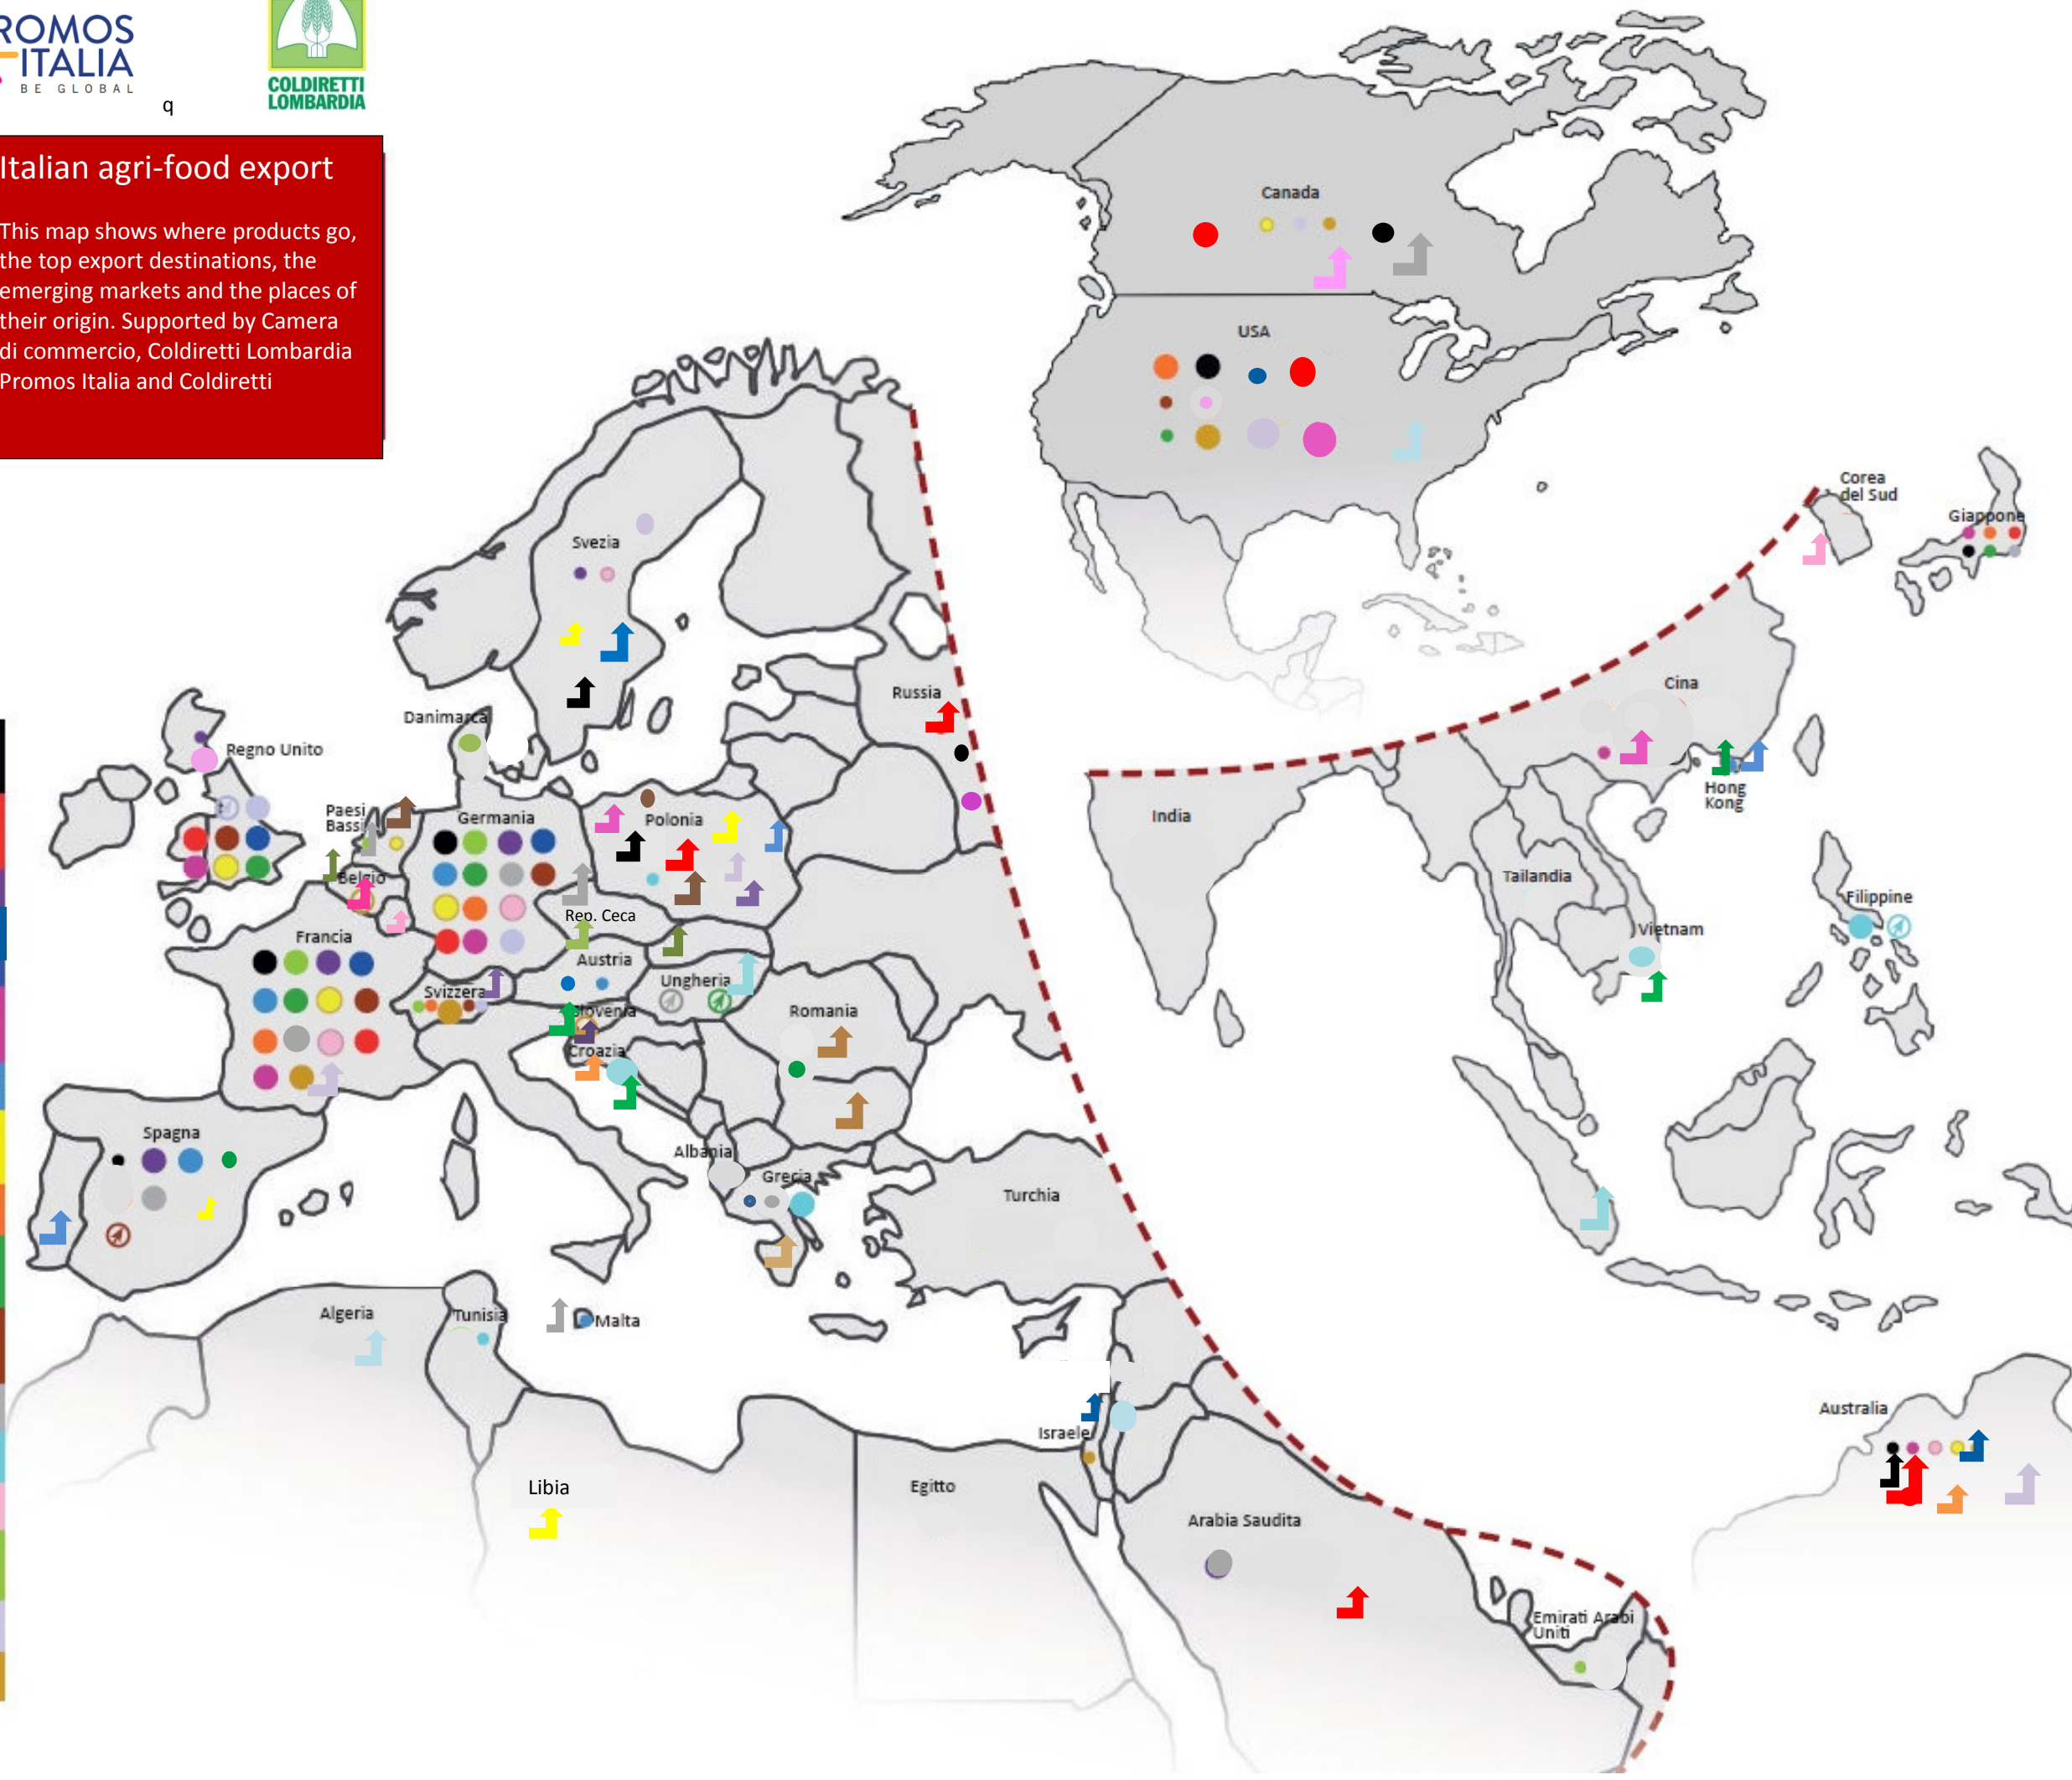 ROMOS
ITALIA
BE GLOBAL
q
COLDIRETTI
LOMBARDIA
Italian agri-food export
This map shows where products go,
the top export destinations, the
emerging markets and the places of
their origin. Supported by Camera
di commercio, Coldiretti Lombardia
Promos Italia and Coldiretti
Canada
USA
Corea
del Sud
Giappone
Svezia
Russia
Cina
Danimarca
Regno Unito
Hong
Kong
Paesi
Bassi
Germania
Polonia
India
Belgio
Tailandia
Filippine
Rep. Ceca
Vietnam
Francia
Austria
Svizzera
Ungheria
Slovenia
Romania
Croazia
Spagna
Albania
Grecia
Turchia
Algeria
Tunisia
Malta
Australia
Israele
Libia
Egitto
Arabia Saudita
Emirati Arabi
Uniti